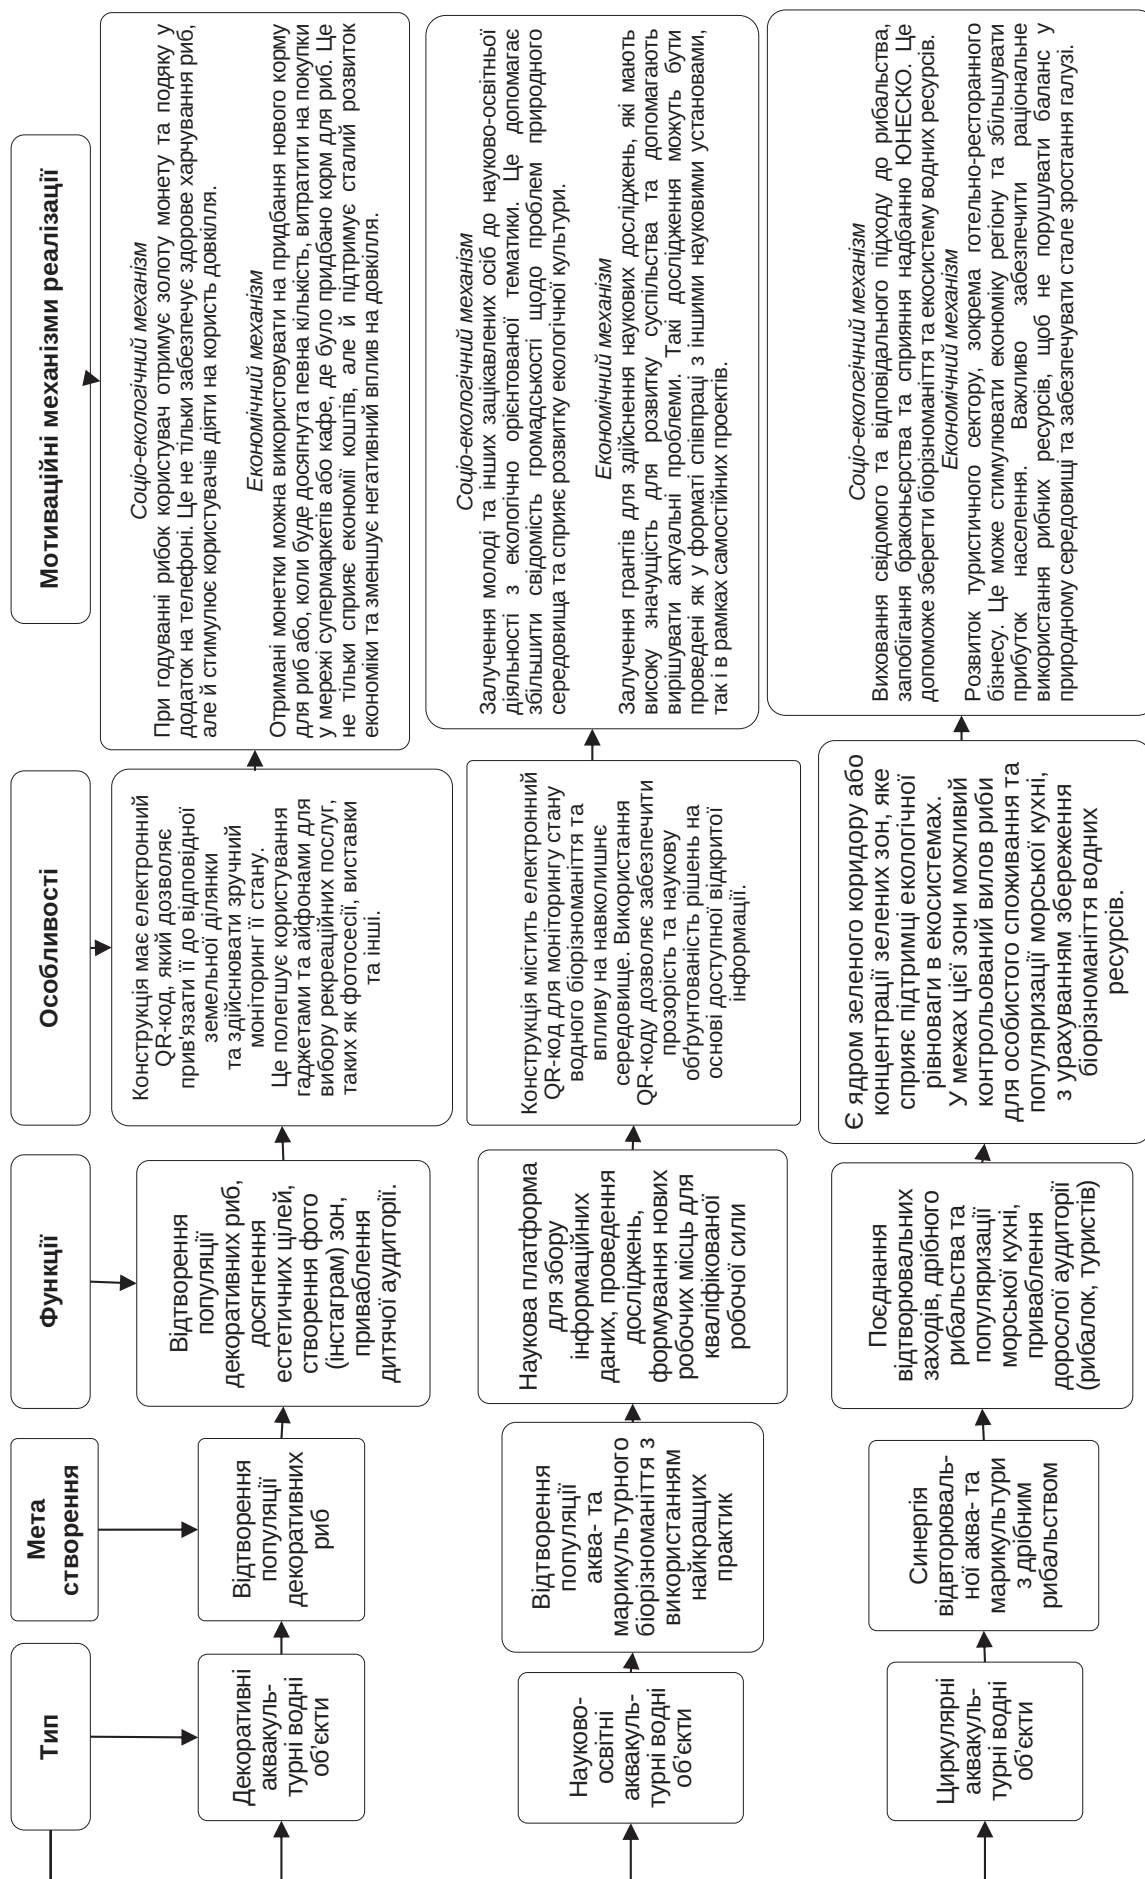 Тип
Мета
створення
Функції
Особливості
Мотиваційні механізми реалізації
Декоративні
аквакуль-
турні водні
об’єкти
Відтворення
популяції
декоративних
риб
Відтворення
популяції
декоративних риб,
досягнення
естетичних цілей,
створення фото
(інстаграм) зон,
приваблення
дитячої аудиторії.
Конструкція має електронний
QR-код, який дозволяє
прив’язати її до відповідної
земельної ділянки
та здійснювати зручний
моніторинг її стану.
Це полегшує користування
гаджетами та айфонами для
вибору рекреаційних послуг,
таких як фотосесії, виставки
та інші.
Соціо-екологічний механізм
При годуванні рибок користувач отримує золоту монету та подяку у
додаток на телефоні. Це не тільки забезпечує здорове харчування риб,
але й стимулює користувачів діяти на користь довкілля.
Економічний механізм
Отримані монетки можна використовувати на придбання нового корму
для риб або, коли буде досягнута певна кількість, витратити на покупки
у мережі супермаркетів або кафе, де було придбано корм для риб. Це
не тільки сприяє економії коштів, але й підтримує сталий розвиток
економіки та зменшує негативний вплив на довкілля.
Науково-
освітні
аквакуль-
турні водні
об’єкти
Відтворення
популяції
аква- та
марикультурного
біорізноманіття з
використанням
найкращих
практик
Наукова платформа
для збору
інформаційних
даних, проведення
досліджень,
формування нових
робочих місць для
кваліфікованої
робочої сили
Конструкція містить електронний
QR-код для моніторингу стану
водного біорізноманіття та
впливу на навколишнє
середовище. Використання
QR-коду дозволяє забезпечити
прозорість та наукову
обґрунтованість рішень на
основі доступної відкритої
інформації.
Соціо-екологічний механізм
Залучення молоді та інших зацікавлених осіб до науково-освітньої
діяльності з екологічно орієнтованої тематики. Це допомагає
збільшити свідомість громадськості щодо проблем природного
середовища та сприяє розвитку екологічної культури.
Економічний механізм
Залучення грантів для здійснення наукових досліджень, які мають
високу значущість для розвитку суспільства та допомагають
вирішувати актуальні проблеми. Такі дослідження можуть бути
проведені як у форматі співпраці з іншими науковими установами,
так і в рамках самостійних проектів.
Циркулярні
аквакуль-
турні водні
об’єкти
Синергія
відвторюваль-
ної аква- та
марикультури
з дрібним
рибальством
Поєднання
відтворювальних
заходів, дрібного
рибальства та
популяризації
морської кухні,
приваблення
дорослої аудиторії
(рибалок, туристів)
Є ядром зеленого коридору або
концентрації зелених зон, яке
сприяє підтримці екологічної
рівноваги в екосистемах.
У межах цієї зони можливий
контрольований вилов риби
для особистого споживання та
популяризації морської кухні,
з урахуванням збереження
біорізноманіття водних
ресурсів.
Соціо-екологічний механізм
Виховання свідомого та відповідального підходу до рибальства,
запобігання браконьєрства та сприяння надбанню ЮНЕСКО. Це
допоможе зберегти біорізноманіття та екосистему водних ресурсів.
Економічний механізм
Розвиток туристичного сектору, зокрема готельно-ресторанного
бізнесу. Це може стимулювати економіку регіону та збільшувати
прибуток населення. Важливо забезпечити раціональне
використання рибних ресурсів, щоб не порушувати баланс у
природному середовищі та забезпечувати стале зростання галузі.